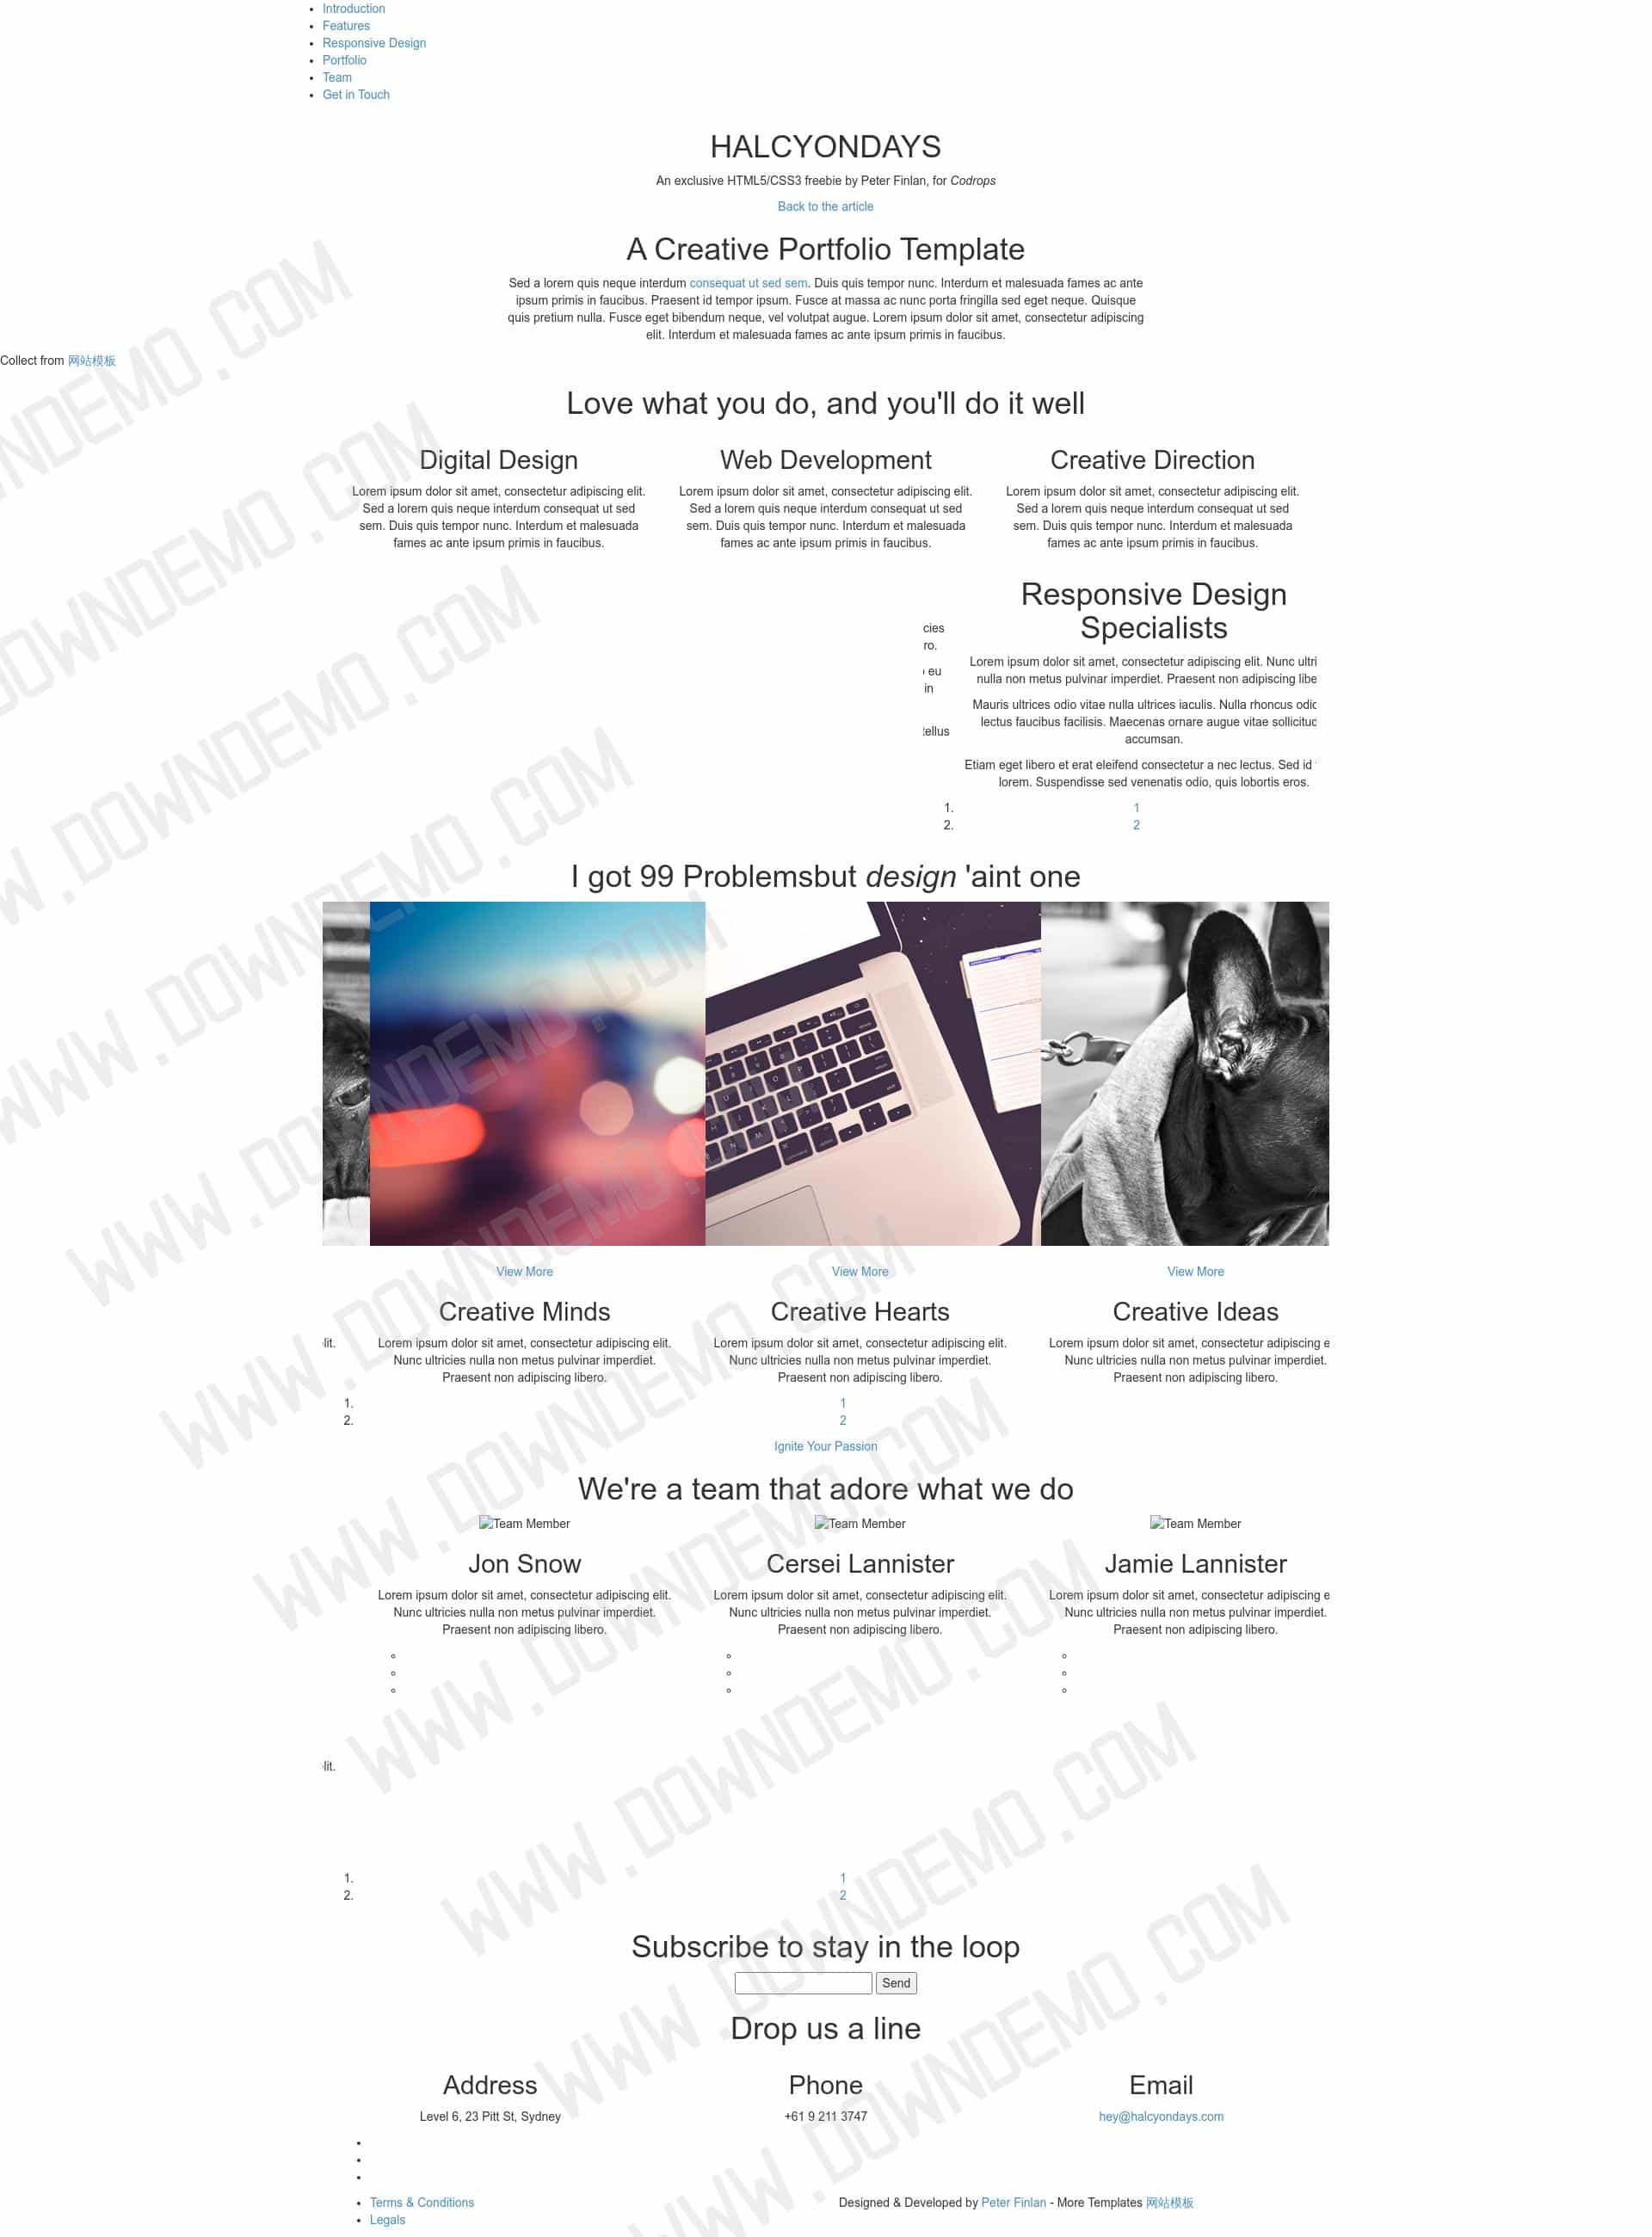 Introduction
Features
Responsive Design
Portfolio
Team
Get in Touch
HALCYONDAYS
An exclusive HTML5/CSS3 freebie by Peter Finlan, for Codrops
Back to the article
A Creative Portfolio Template
Sed a lorem quis neque interdum consequat ut sed sem. Duis quis tempor nunc. Interdum et malesuada fames ac ante
ipsum primis in faucibus. Praesent id tempor ipsum. Fusce at massa ac nunc porta fringilla sed eget neque. Quisque
quis pretium nulla. Fusce eget bibendum neque, vel volutpat augue. Lorem ipsum dolor sit amet, consectetur adipiscing
elit. Interdum et malesuada fames ac ante ipsum primis in faucibus.
Collect from 网站模板
Love what you do, and you'll do it well
Digital Design
Lorem ipsum dolor sit amet, consectetur adipiscing elit.
Sed a lorem quis neque interdum consequat ut sed
sem. Duis quis tempor nunc. Interdum et malesuada
fames ac ante ipsum primis in faucibus.
Web Development
Lorem ipsum dolor sit amet, consectetur adipiscing elit.
Sed a lorem quis neque interdum consequat ut sed
sem. Duis quis tempor nunc. Interdum et malesuada
fames ac ante ipsum primis in faucibus.
Creative Direction
Lorem ipsum dolor sit amet, consectetur adipiscing elit.
Sed a lorem quis neque interdum consequat ut sed
sem. Duis quis tempor nunc. Interdum et malesuada
fames ac ante ipsum primis in faucibus.
cies
ro.
eu
in
tellus
Responsive Design
Specialists
Lorem ipsum dolor sit amet, consectetur adipiscing elit. Nunc ultri
nulla non metus pulvinar imperdiet. Praesent non adipiscing libe
Mauris ultrices odio vitae nulla ultrices iaculis. Nulla rhoncus odio
lectus faucibus facilisis. Maecenas ornare augue vitae sollicituc
accumsan.
Etiam eget libero et erat eleifend consectetur a nec lectus. Sed id
lorem. Suspendisse sed venenatis odio, quis lobortis eros.
1. 1
2. 2
I got 99 Problemsbut design 'aint one
View More
Creative Minds
Lorem ipsum dolor sit amet, consectetur adipiscing elit.
Nunc ultricies nulla non metus pulvinar imperdiet.
Praesent non adipiscing libero.
View More
Creative Hearts
Lorem ipsum dolor sit amet, consectetur adipiscing elit.
Nunc ultricies nulla non metus pulvinar imperdiet.
Praesent non adipiscing libero.
View More
Creative Ideas
Lorem ipsum dolor sit amet, consectetur adipiscing e
Nunc ultricies nulla non metus pulvinar imperdiet.
Praesent non adipiscing libero.
lit.
1. 1
2. 2
Ignite Your Passion
We're a team that adore what we do
Team Member
Jon Snow
Lorem ipsum dolor sit amet, consectetur adipiscing elit.
Nunc ultricies nulla non metus pulvinar imperdiet.
Praesent non adipiscing libero.
Team Member
Cersei Lannister
Lorem ipsum dolor sit amet, consectetur adipiscing elit.
Nunc ultricies nulla non metus pulvinar imperdiet.
Praesent non adipiscing libero.
Team Member
Jamie Lannister
Lorem ipsum dolor sit amet, consectetur adipiscing e
Nunc ultricies nulla non metus pulvinar imperdiet.
Praesent non adipiscing libero.
lit.
1. 1
2. 2
Subscribe to stay in the loop
Send
Drop us a line
Address
Level 6, 23 Pitt St, Sydney
Phone
+61 9 211 3747
Email
hey@halcyondays.com
Terms & Conditions
Legals
Designed & Developed by Peter Finlan - More Templates 网站模板
WWW.DOWNDEMO.COM